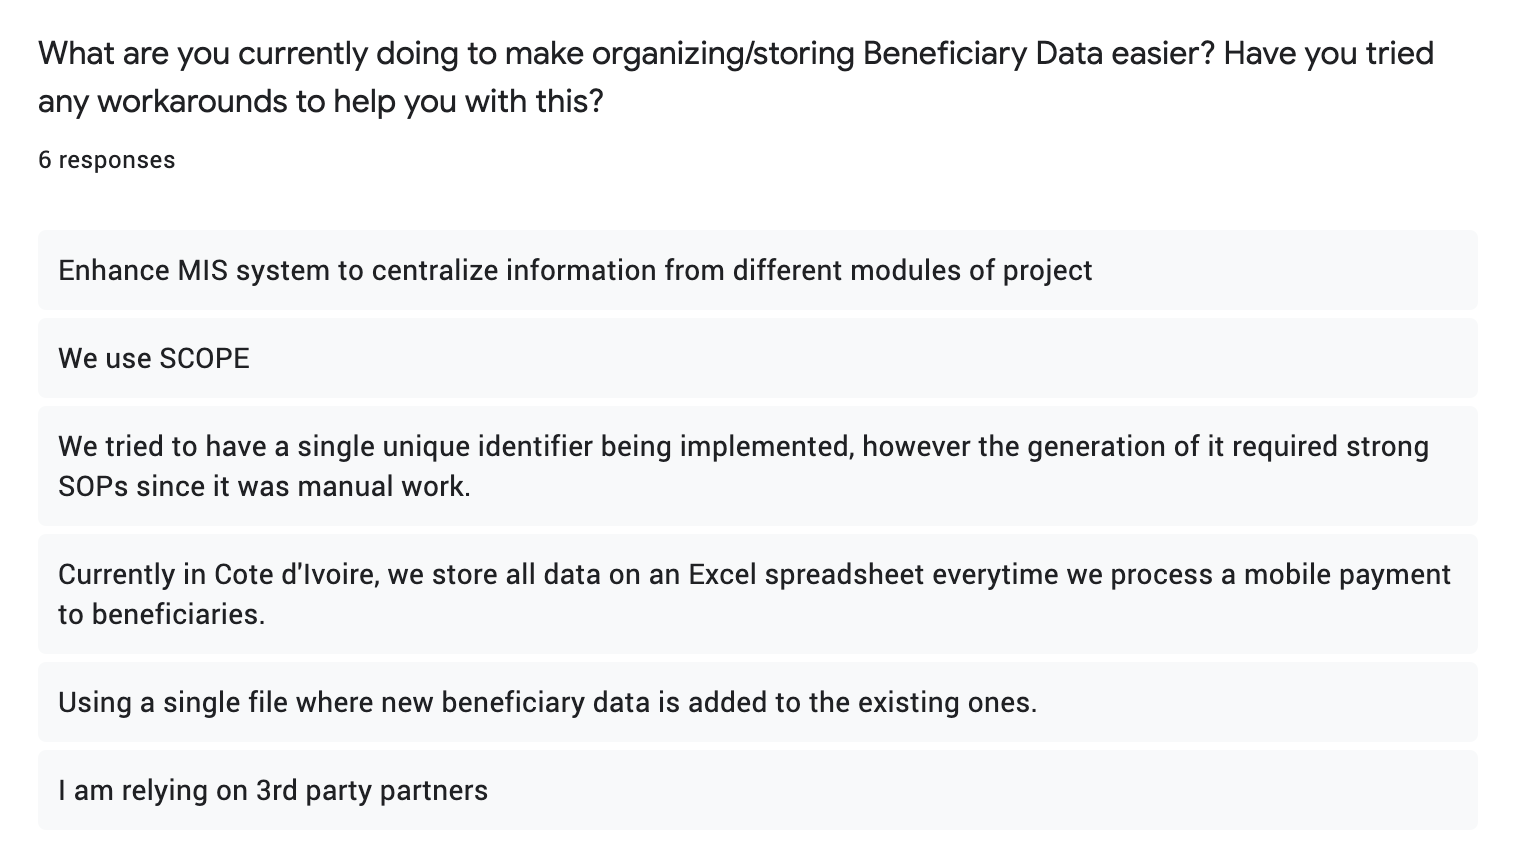 What are you currently doing to make organizing/storing Beneficiary Data easier? Have you tried
any workarounds to help you with this?
6 responses
Enhance MIS system to centralize information from different modules of project
We use SCOPE
We tried to have a single unique identifier being implemented, however the generation of it required strong
SOPs since it was manual work.
Currently in Cote d'Ivoire, we store all data on an Excel spreadsheet everytime we process a mobile payment
to beneficiaries.
Using a single file where new beneficiary data is added to the existing ones.
I am relying on 3rd party partners